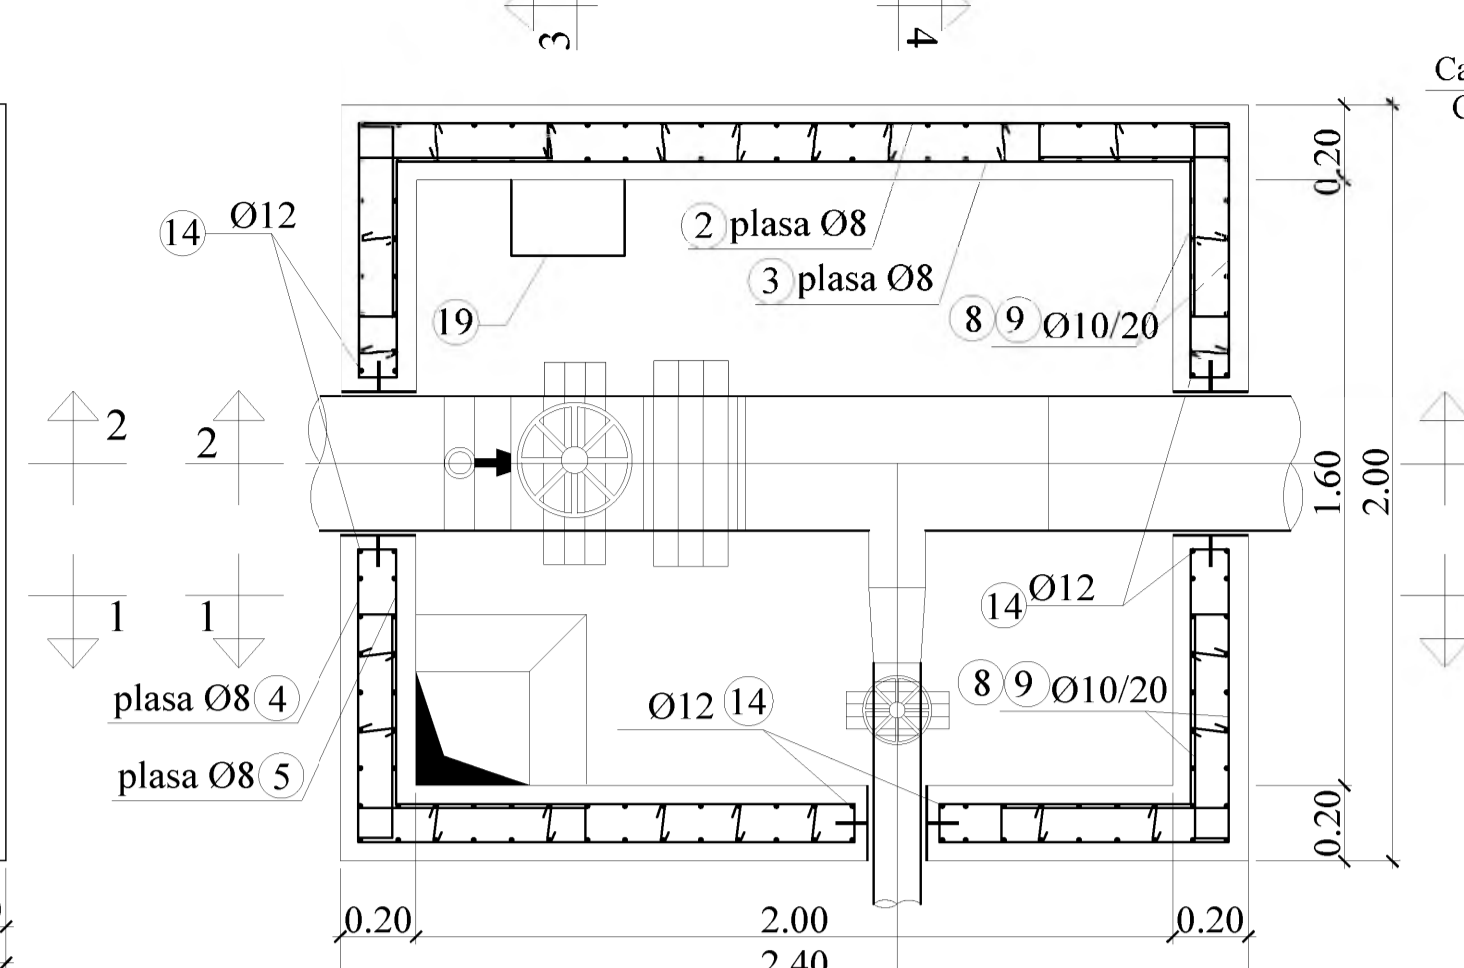 3 4
Ca
0.20
14 Ø12
2 plasa Ø8
3 plasa Ø8
19
8 9 Ø10/20
2 2
1.60
2.00
1 1
14 Ø12
plasa Ø8 4
Ø12 14
8 9 Ø10/20
plasa Ø8 5
0.20
0.20 2.00 0.20
2.40